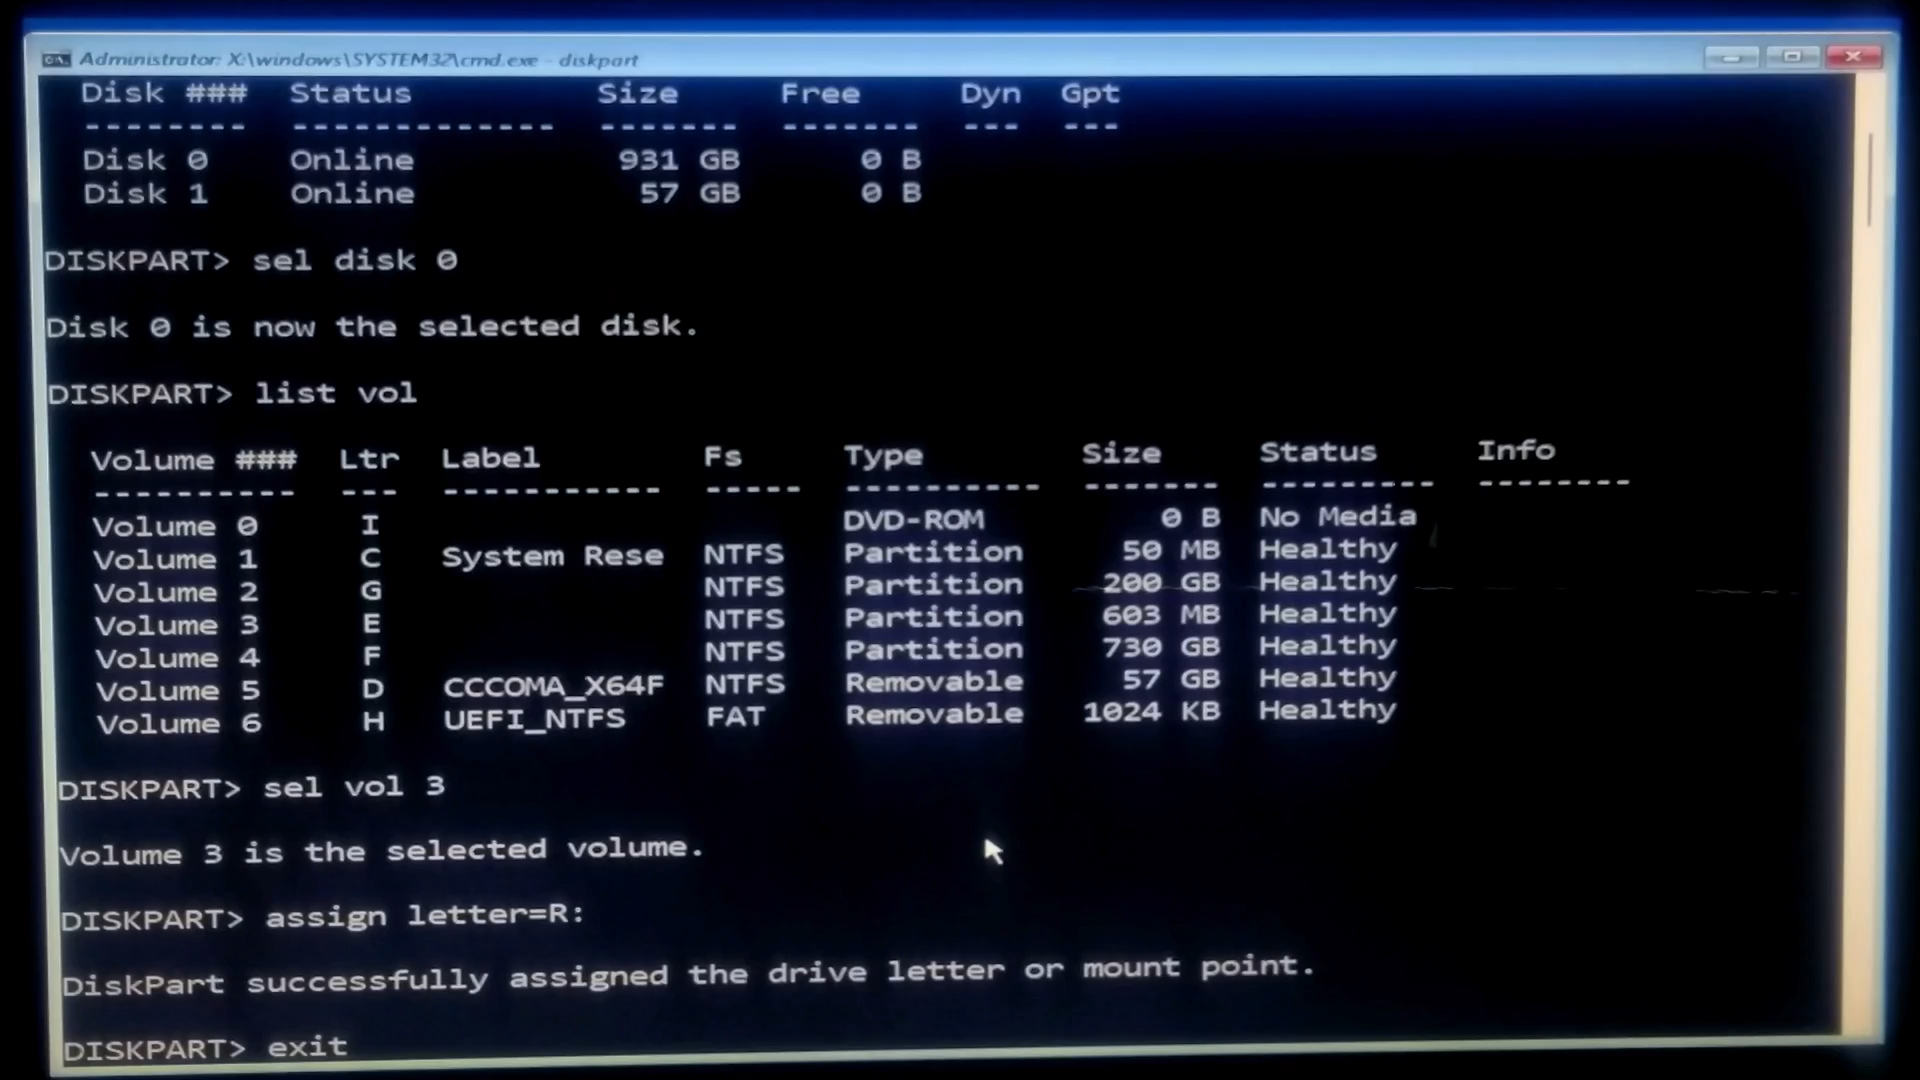 Administrator: X:\windows\SYSTEM32\cmd.exe - diskpart
Disk ### Status Size Free Dyn Gpt
-------- ------------- ------- ------- --- ---
Disk 0 Online 931 GB 0 B
Disk 1 Online 57 GB 0 B
DISKPART> sel disk 0
Disk 0 is now the selected disk.
DISKPART> list vol
Volume ### Ltr Label Fs Type Size Status Info
---------- --- ----------- ----- ---------- ------- --------- --------
Volume 0 I DVD-ROM 0 B No Media
Volume 1 C System Rese NTFS Partition 50 MB Healthy
Volume 2 G NTFS Partition 200 GB Healthy
Volume 3 E NTFS Partition 603 MB Healthy
Volume 4 F NTFS Partition 730 GB Healthy
Volume 5 D CCCOMA_X64F NTFS Removable 57 GB Healthy
Volume 6 H UEFI_NTFS FAT Removable 1024 KB Healthy
DISKPART> sel vol 3
Volume 3 is the selected volume.
DISKPART> assign letter=R:
DiskPart successfully assigned the drive letter or mount point.
DISKPART> exit